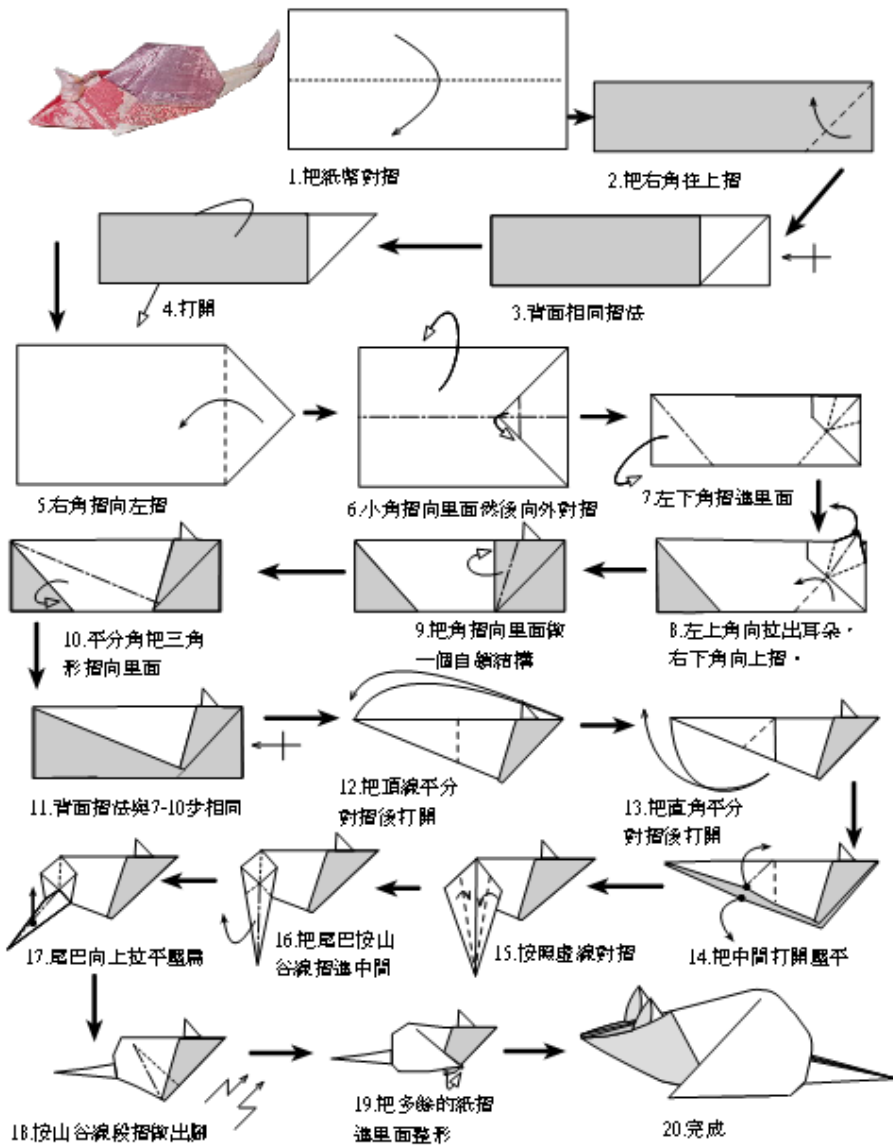 1.把紙幣對摺
2.把右角往上摺
3.背面相同摺法
4.打開
5.右角摺向左摺
6.小角摺向里面然後向外對摺
7.左下角摺進里面
8.左上角向拉出耳朵，
右下角向上摺。
9.把角摺向里面做
一個自鎖結構
10.平分角把三角
形摺向里面
11.背面摺法與7-10步相同
12.把頂線平分
對摺後打開
13.把直角平分
對摺後打開
14.把中間打開壓平
15.按照虛線對摺
16.把尾巴按山
谷線摺進中間
17.尾巴向上拉平壓扁
18.按山谷線段摺做出腳
19.把多餘的紙摺
進里面整形
20.完成